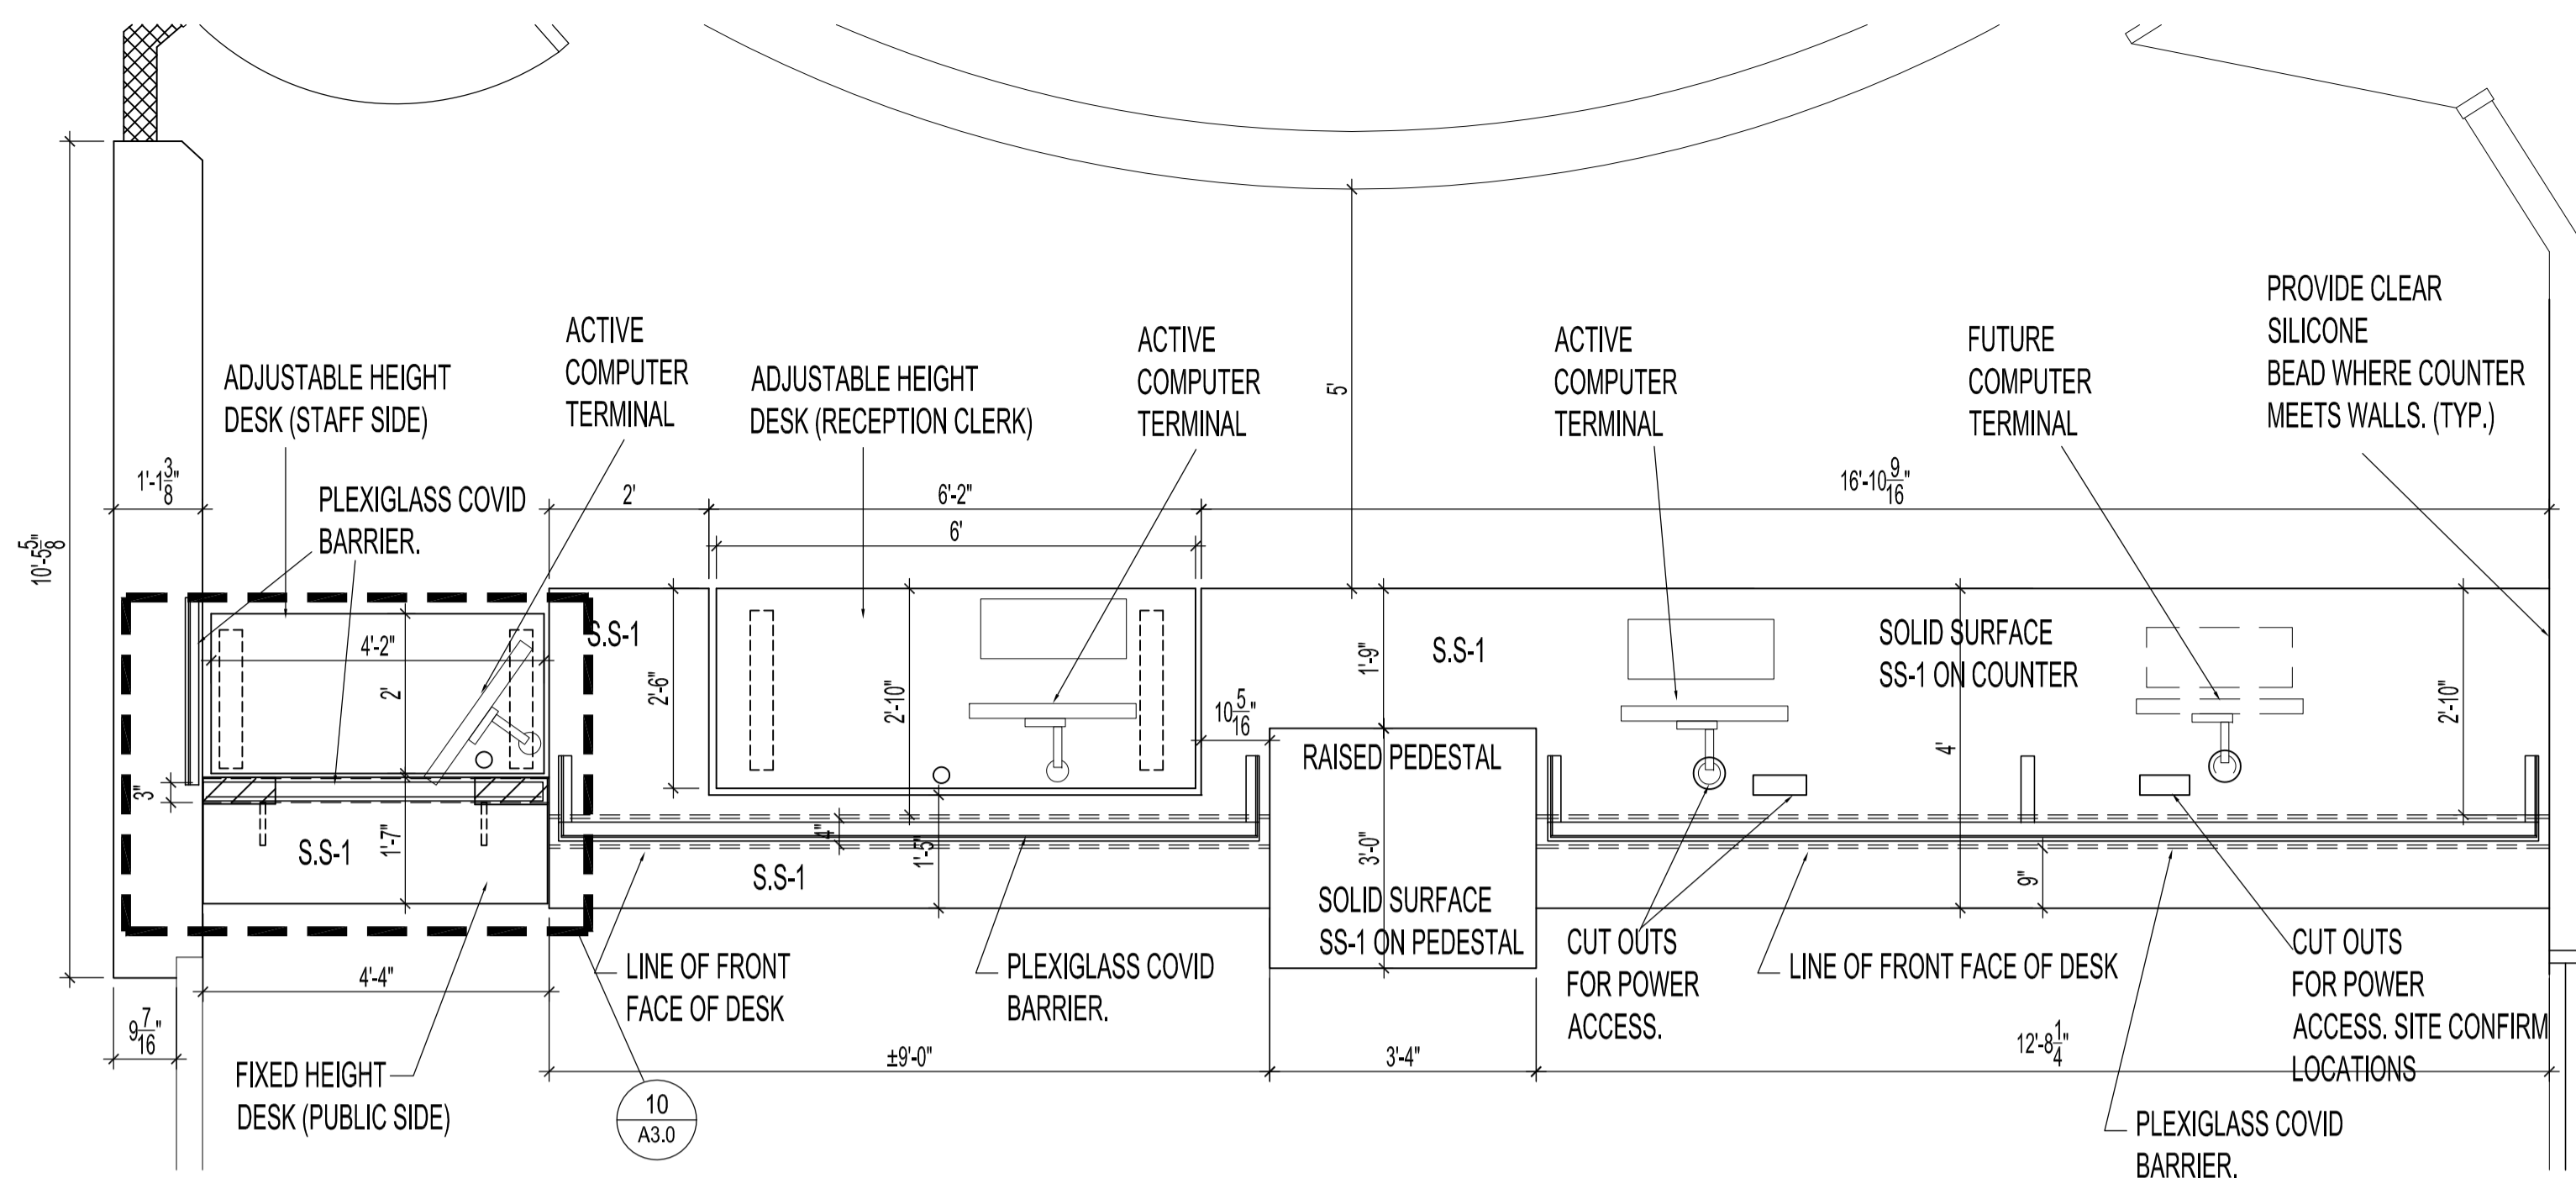 ADJUSTABLE HEIGHT
DESK (STAFF SIDE)
ACTIVE
COMPUTER
TERMINAL
ADJUSTABLE HEIGHT
DESK (RECEPTION CLERK)
ACTIVE
COMPUTER
TERMINAL
ACTIVE
COMPUTER
TERMINAL
FUTURE
COMPUTER
TERMINAL
PROVIDE CLEAR
SILICONE
BEAD WHERE COUNTER
MEETS WALLS. (TYP.)
5'
10'-5 5/8"
1'-1 3/8"
PLEXIGLASS COVID
BARRIER.
2'
6'-2"
6'
16'-10 9/16"
4'-2"
2'
S.S-1
2'-6"
2'-10"
10 5/16"
1'-9"
S.S-1
SOLID SURFACE
SS-1 ON COUNTER
4'
2'-10"
RAISED PEDESTAL
3"
S.S-1
1'-7"
4"
1'-5"
S.S-1
3'-0"
SOLID SURFACE
SS-1 ON PEDESTAL
9"
4'-4"
9 7/16"
LINE OF FRONT
FACE OF DESK
PLEXIGLASS COVID
BARRIER.
CUT OUTS
FOR POWER
ACCESS.
LINE OF FRONT FACE OF DESK
CUT OUTS
FOR POWER
ACCESS. SITE CONFIRM
LOCATIONS
FIXED HEIGHT
DESK (PUBLIC SIDE)
±9'-0"
3'-4"
12'-8 1/4"
10
A3.0
PLEXIGLASS COVID
BARRIER.